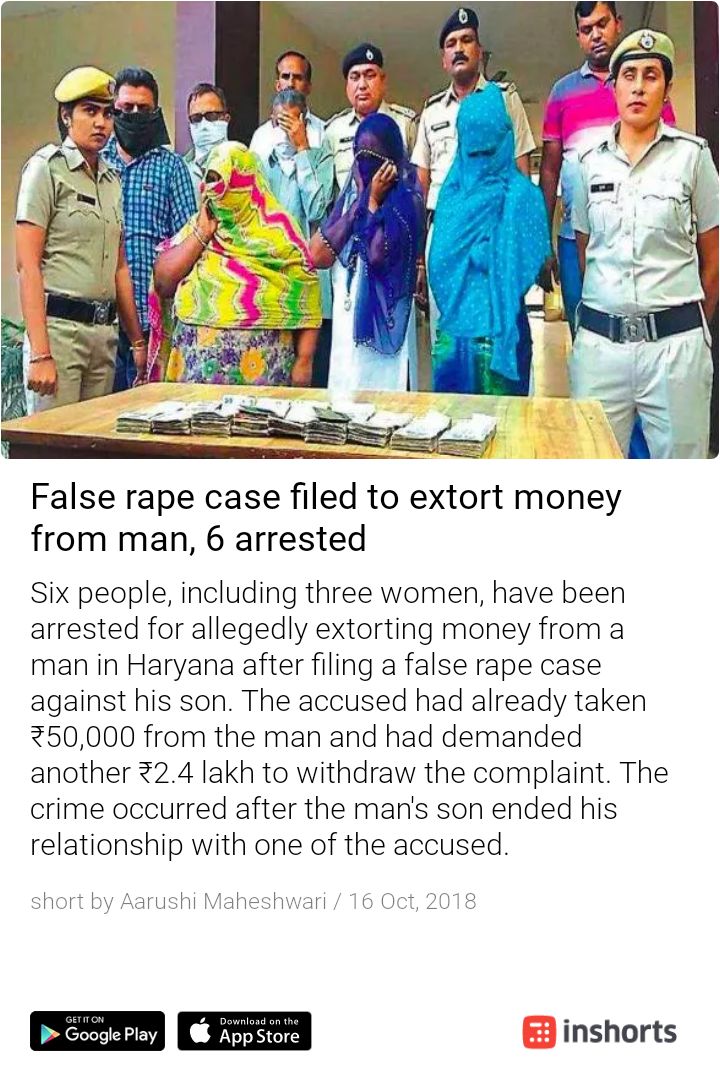 False rape case filed to extort money
from man, 6 arrested
Six people, including three women, have been
arrested for allegedly extorting money from a
man in Haryana after filing a false rape case
against his son. The accused had already taken
₹50,000 from the man and had demanded
another ₹2.4 lakh to withdraw the complaint. The
crime occurred after the man's son ended his
relationship with one of the accused.
short by Aarushi Maheshwari / 16 Oct, 2018
GET IT ON
Google Play
Download on the
App Store
inshorts